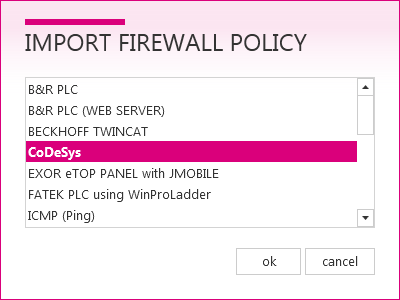 IMPORT FIREWALL POLICY
B&R PLC
B&R PLC (WEB SERVER)
BECKHOFF TWINCAT
CoDeSys
EXOR eTOP PANEL with JMOBILE
FATEK PLC using WinProLadder
ICMP (Ping)
ok
cancel